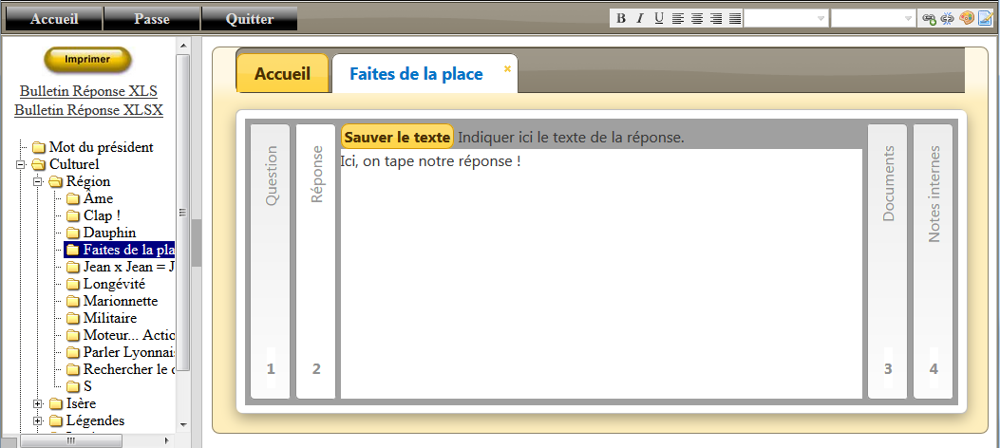 Accueil Passe Quitter B I U
Imprimer
Bulletin Réponse XLS
Bulletin Réponse XLSX
Mot du président
Culturel
Région
Âme
Clap !
Dauphin
Faites de la pla
Jean x Jean = J
Longévité
Marionnette
Militaire
Moteur... Actio
Parler Lyonnai
Rechercher le
S
Isère
Légendes
Accueil Faites de la place ×
Question 1
Réponse 2
Sauver le texte Indiquer ici le texte de la réponse.
Ici, on tape notre réponse !
Documents 3
Notes internes 4